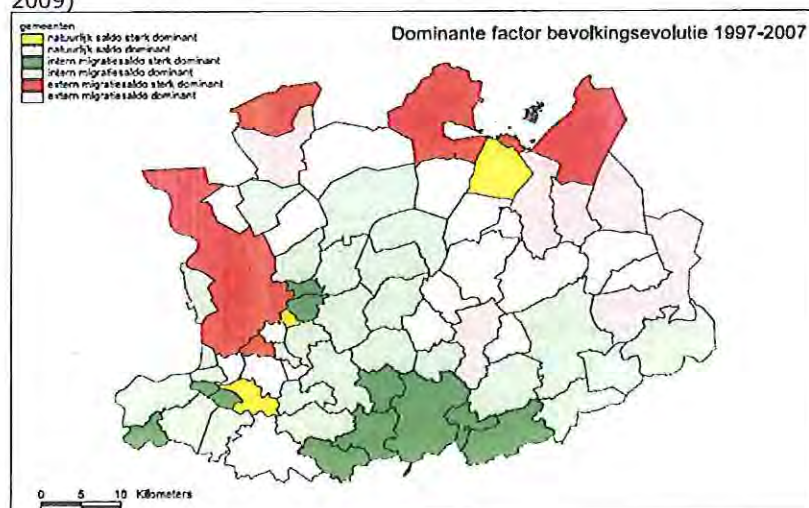 2009)
gemeenten
natuurlijk saldo sterk dominant
natuurlijk saldo dominant
intern migratiesaldo sterk dominant
intern migratiesaldo dominant
extern migratiesaldo sterk dominant
extern migratiesaldo dominant
Dominante factor bevolkingsevolutie 1997-2007
0 5 10 Kilometers